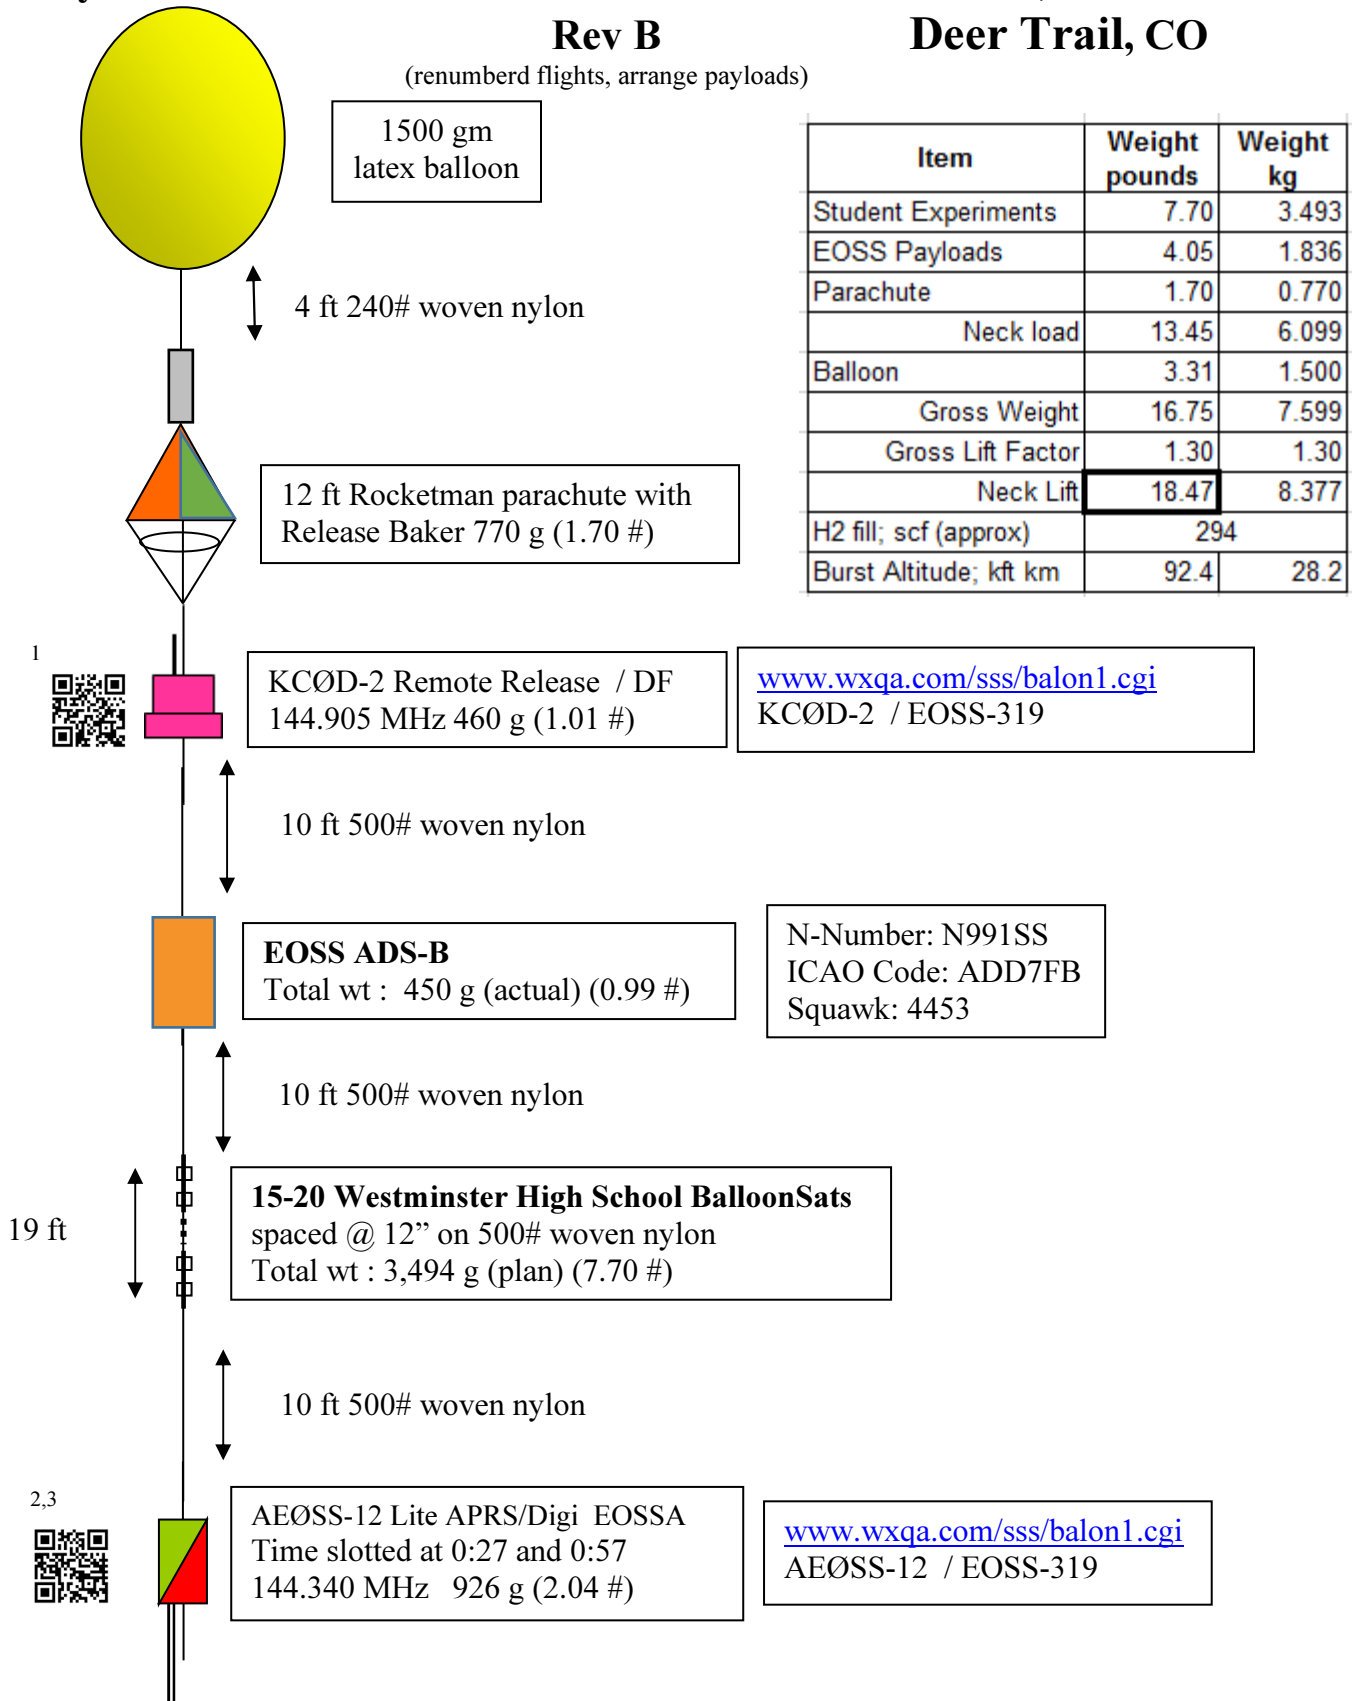 Rev B
(renumberd flights, arrange payloads)
Deer Trail, CO
1500 gm
latex balloon
Item Weight pounds Weight kg
Student Experiments 7.70 3.493
EOSS Payloads 4.05 1.836
Parachute 1.70 0.770
Neck load 13.45 6.099
Balloon 3.31 1.500
Gross Weight 16.75 7.599
Gross Lift Factor 1.30 1.30
Neck Lift 18.47 8.377
H2 fill; scf (approx) 294
Burst Altitude; kft km 92.4 28.2
4 ft 240# woven nylon
12 ft Rocketman parachute with
Release Baker 770 g (1.70 #)
1
KCØD-2 Remote Release / DF
144.905 MHz 460 g (1.01 #)
www.wxqa.com/sss/balon1.cgi
KCØD-2 / EOSS-319
10 ft 500# woven nylon
EOSS ADS-B
Total wt : 450 g (actual) (0.99 #)
N-Number: N991SS
ICAO Code: ADD7FB
Squawk: 4453
10 ft 500# woven nylon
19 ft
15-20 Westminster High School BalloonSats
spaced @ 12” on 500# woven nylon
Total wt : 3,494 g (plan) (7.70 #)
10 ft 500# woven nylon
2,3
AEØSS-12 Lite APRS/Digi EOSSA
Time slotted at 0:27 and 0:57
144.340 MHz 926 g (2.04 #)
www.wxqa.com/sss/balon1.cgi
AEØSS-12 / EOSS-319